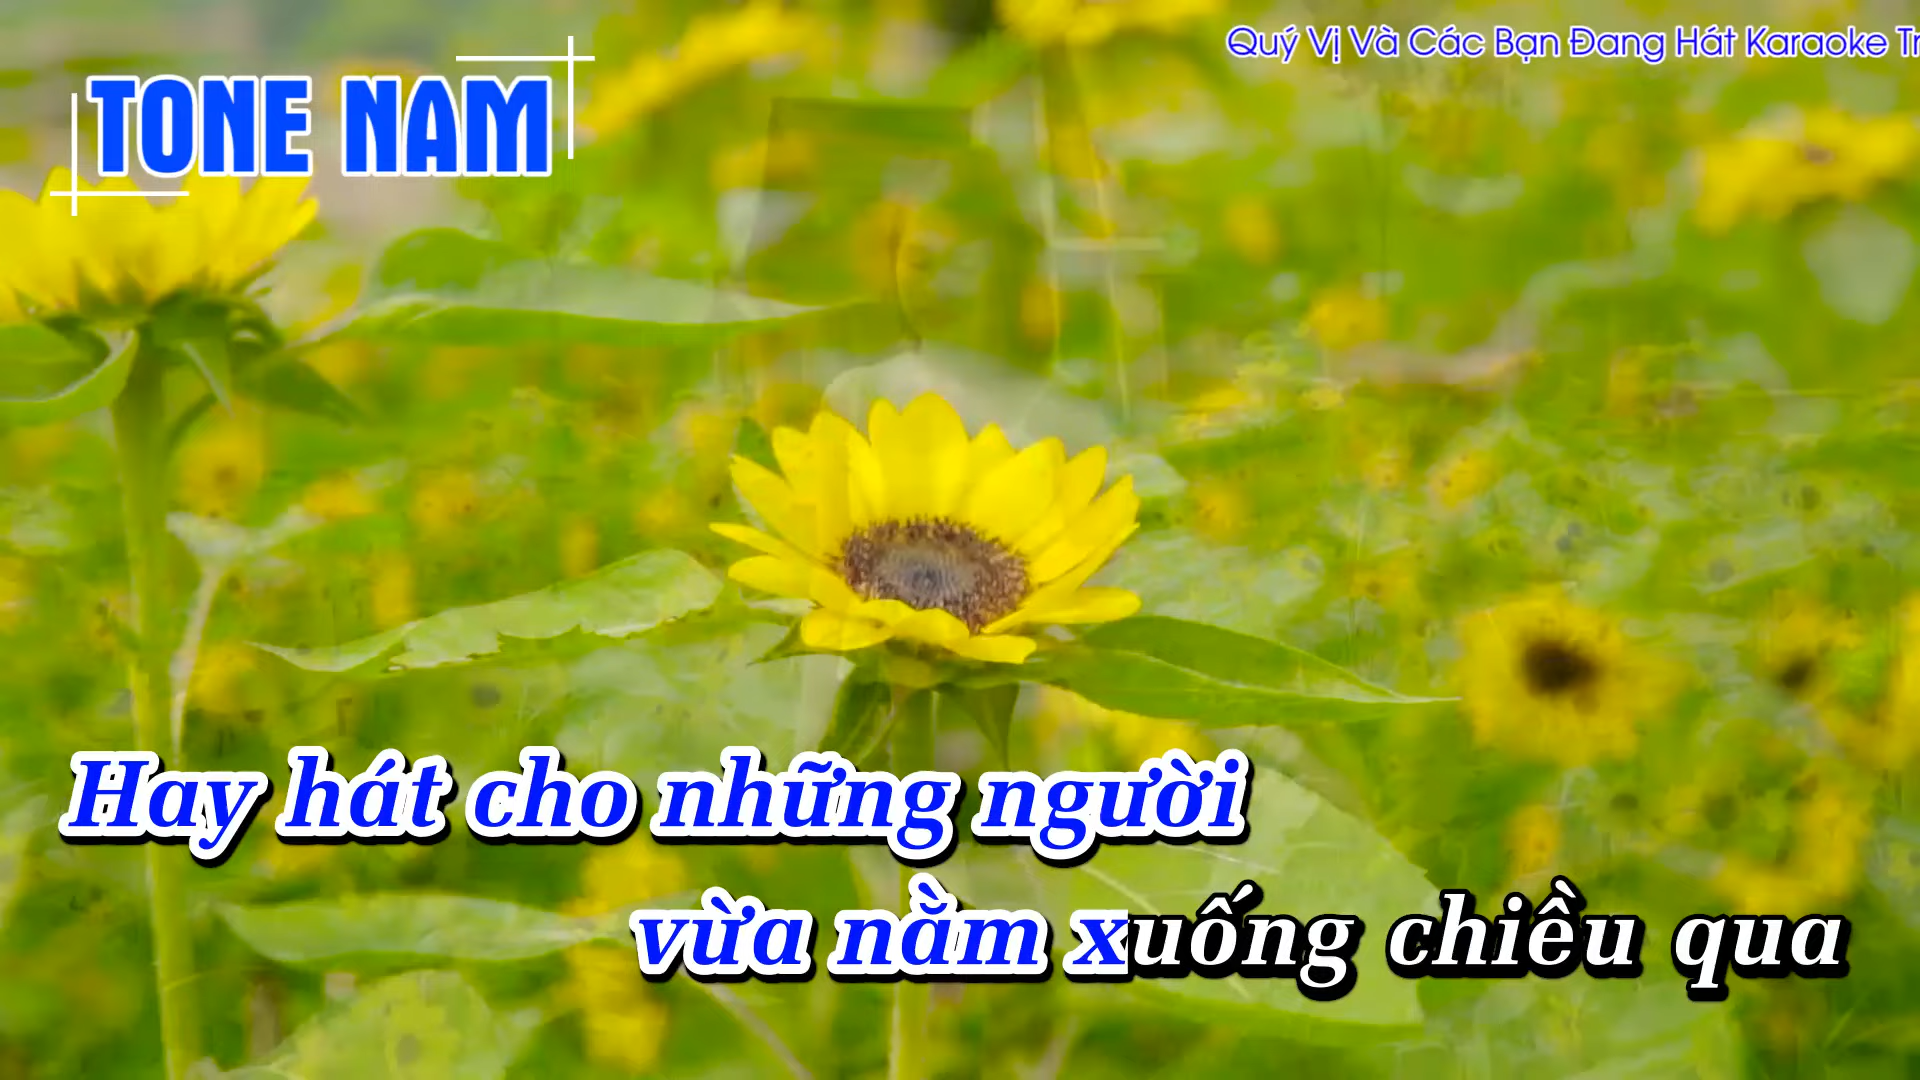 Quý Vị Và Các Bạn Đang Hát Karaoke Tr
TONE NAM
Hay hát cho những người
vừa nằm xuống chiều qua